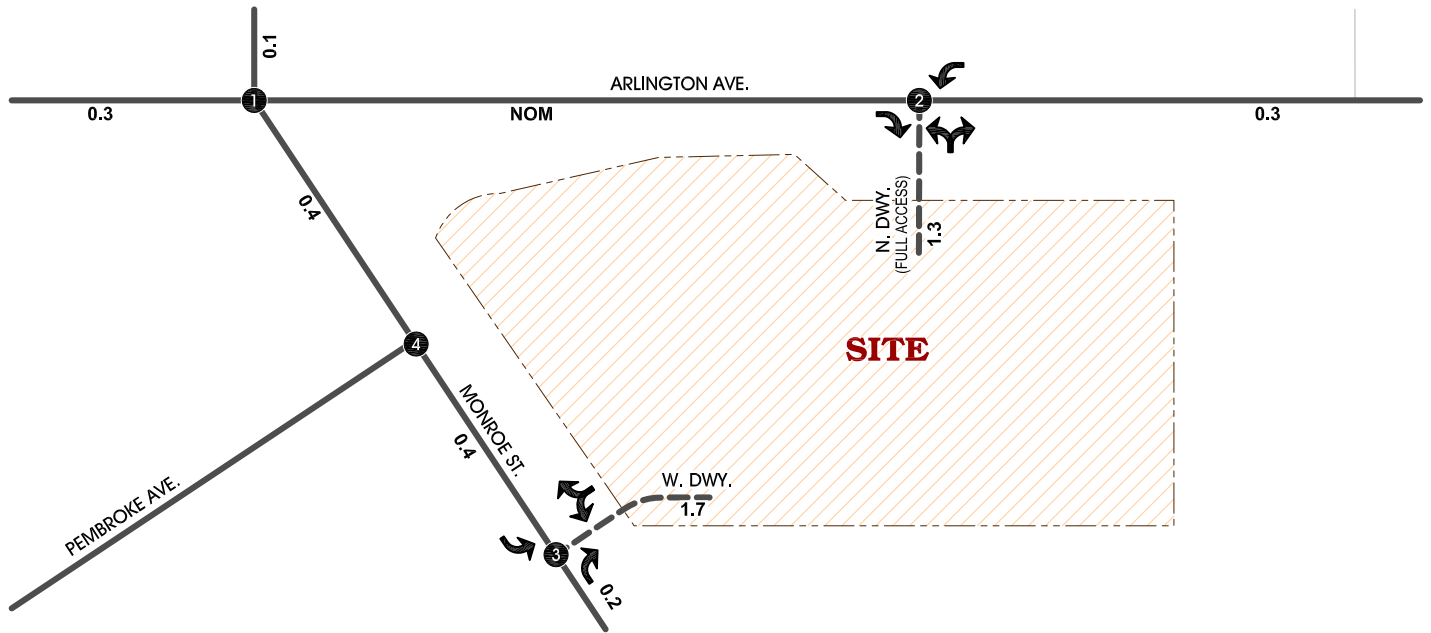 0.1
ARLINGTON AVE.
1
2
0.3
NOM
0.3
N. DWY.
(FULL ACCESS)
1.3
0.4
SITE
4
MONROE ST.
0.4
W. DWY.
1.7
PEMBROKE AVE.
3
0.2